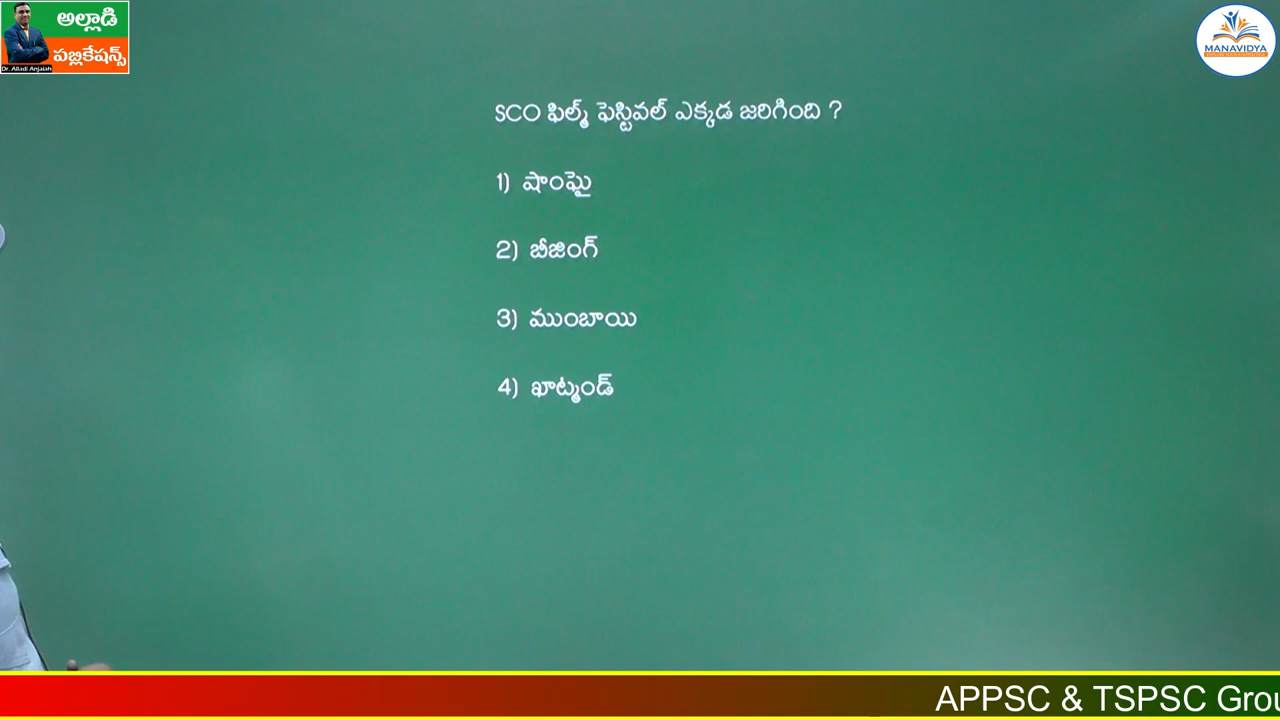 అల్లాడి
పబ్లికేషన్స్
Dr. Alladi Anjaiah
MANAVIDYA
SCO ఫిల్మ్ ఫెస్టివల్ ఎక్కడ జరిగింది ?
1) షాంఘై
2) బీజింగ్
3) ముంబాయి
4) ఖాట్మండ్
APPSC & TSPSC Grou